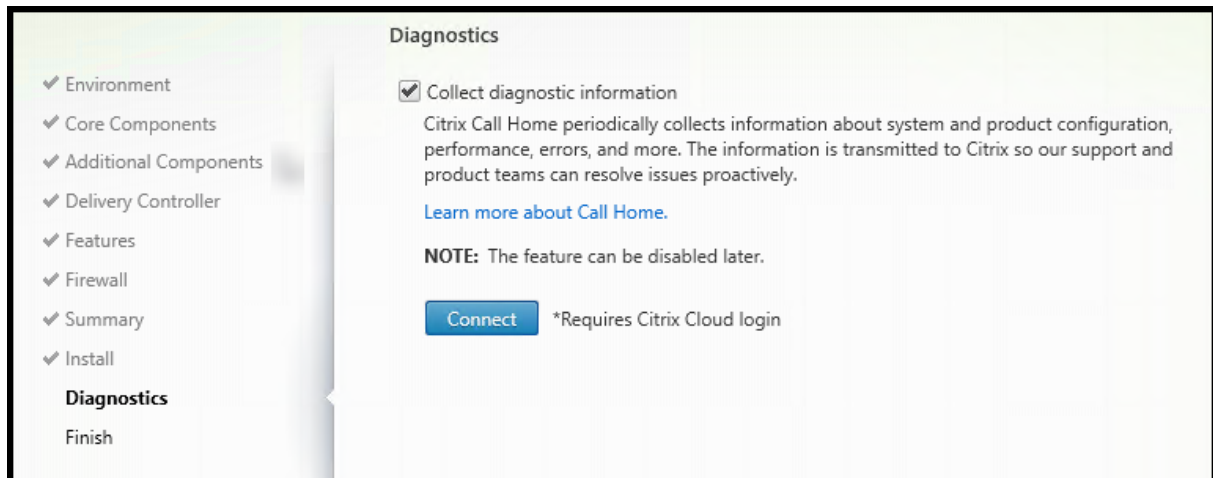 Diagnostics
Environment
Core Components
Additional Components
Delivery Controller
Features
Firewall
Summary
Install
Diagnostics
Finish
Collect diagnostic information
Citrix Call Home periodically collects information about system and product configuration,
performance, errors, and more. The information is transmitted to Citrix so our support and
product teams can resolve issues proactively.
Learn more about Call Home.
NOTE: The feature can be disabled later.
Connect *Requires Citrix Cloud login